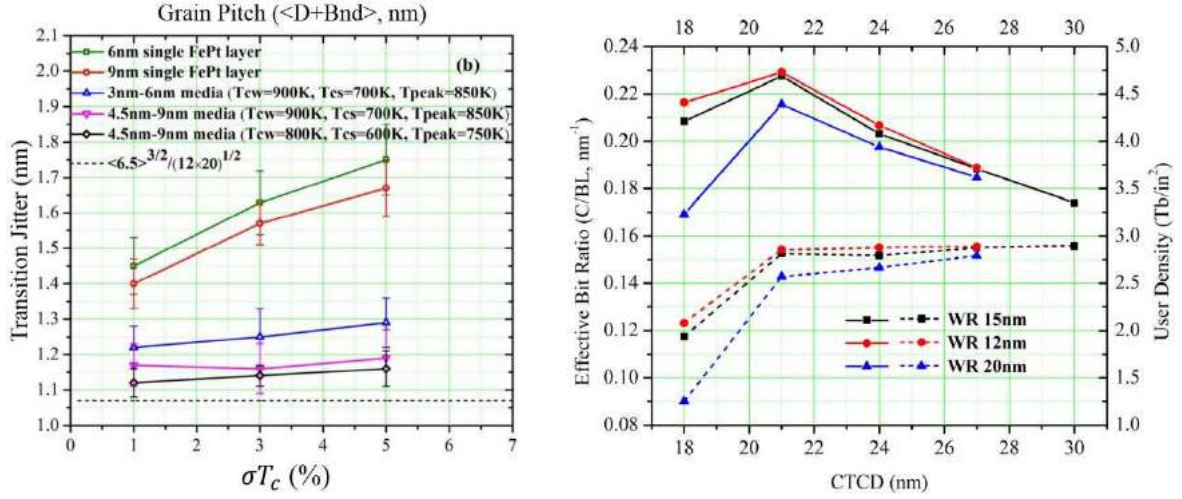 Grain Pitch (<D+Bnd>, nm)
2.1
2.0
1.9
1.8
1.7
1.6
1.5
1.4
1.3
1.2
1.1
1.0
Transition Jitter (nm)
6nm single FePt layer
(b)
9nm single FePt layer
3nm-6nm media (Tcw=900K, Tcs=700K, Tpeak=850K)
4.5nm-9nm media (Tcw=900K, Tcs=700K, Tpeak=850K)
4.5nm-9nm media (Tcw=800K, Tcs=600K, Tpeak=750K)
<6.5>^3/2/(12×20)^1/2
0 1 2 3 4 5 6 7
σT_c (%)
18 20 22 24 26 28 30
0.24
0.22
0.20
0.18
0.16
0.14
0.12
0.10
0.08
Effective Bit Ratio (C/BL, nm⁻¹)
5.0
4.5
4.0
3.5
3.0
2.5
2.0
1.5
1.0
User Density (Tb/in²)
WR 15nm
WR 12nm
WR 20nm
18 20 22 24 26 28 30
CTCD (nm)